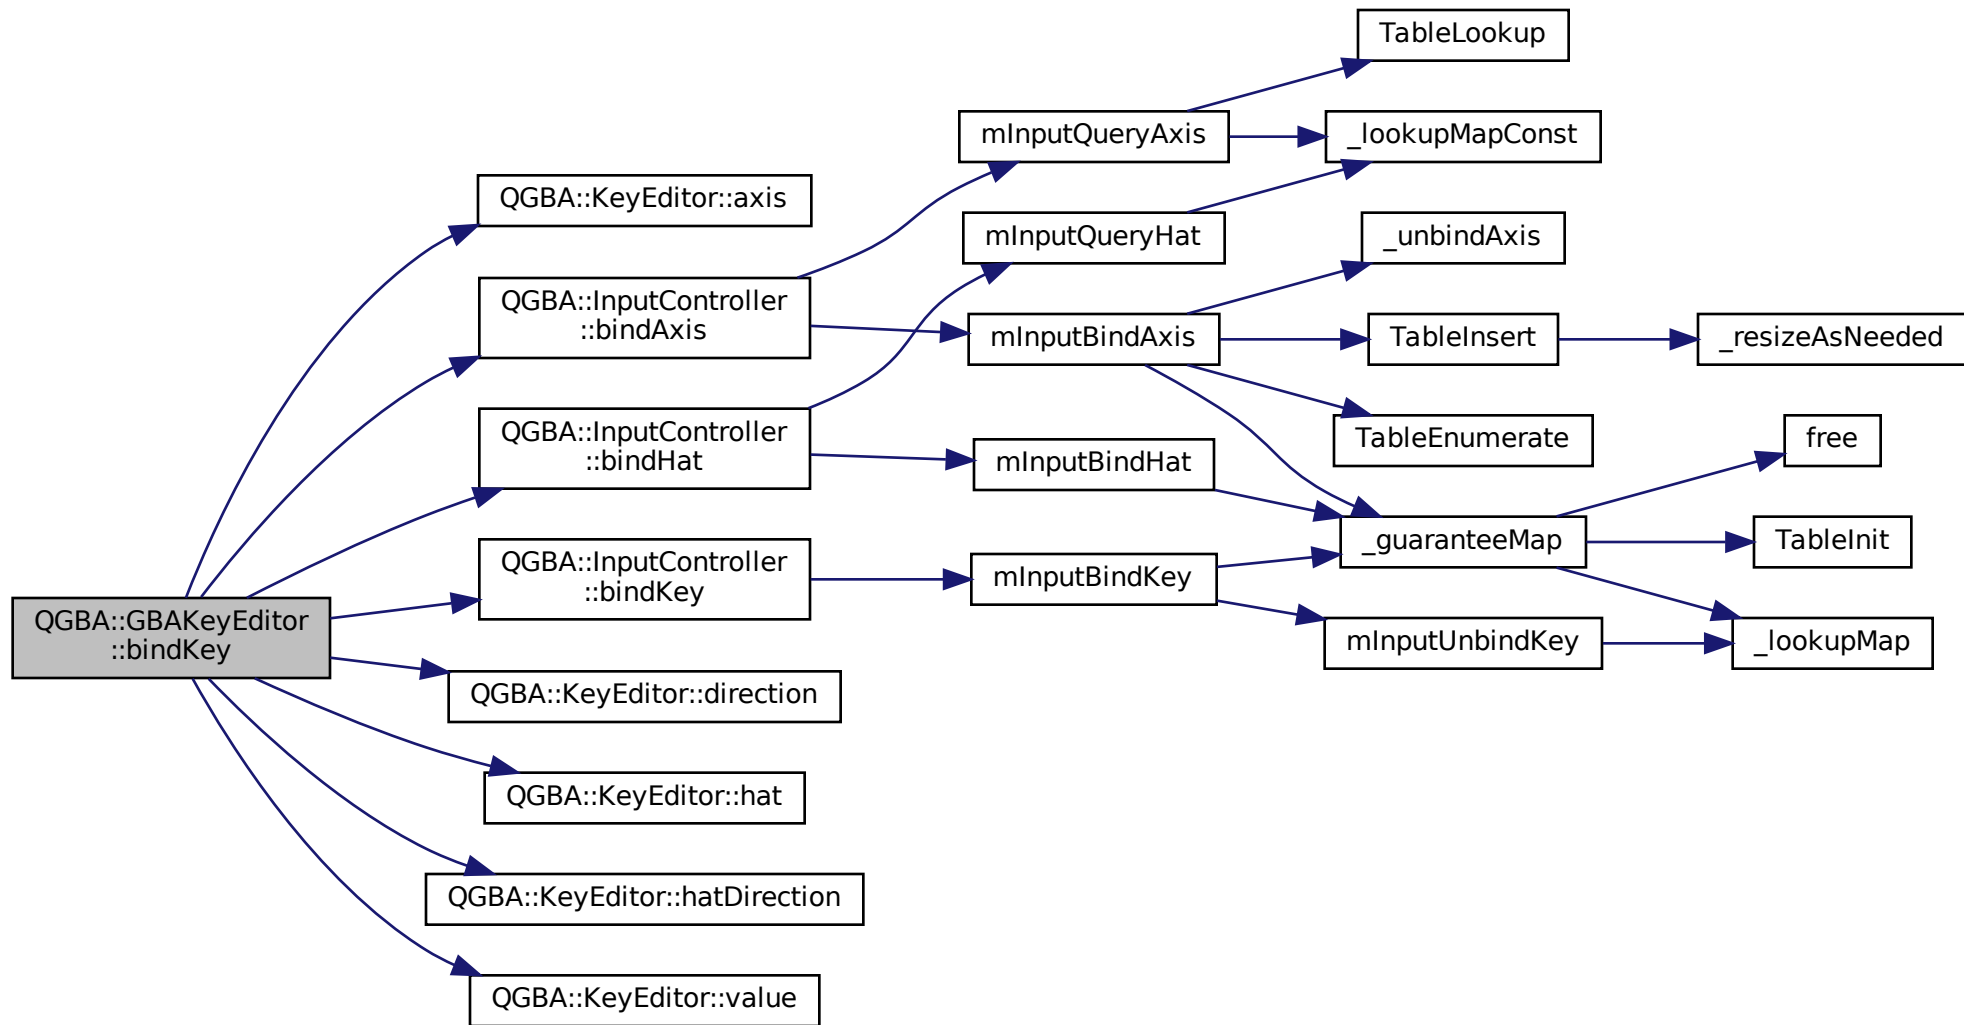 QGBA::GBAKeyEditor
::bindKey
QGBA::KeyEditor::axis
QGBA::InputController
::bindAxis
QGBA::InputController
::bindHat
QGBA::InputController
::bindKey
QGBA::KeyEditor::direction
QGBA::KeyEditor::hat
QGBA::KeyEditor::hatDirection
QGBA::KeyEditor::value
mInputQueryAxis
mInputQueryHat
mInputBindAxis
mInputBindHat
mInputBindKey
TableLookup
_lookupMapConst
_unbindAxis
TableInsert
TableEnumerate
_guaranteeMap
mInputUnbindKey
_resizeAsNeeded
free
TableInit
_lookupMap